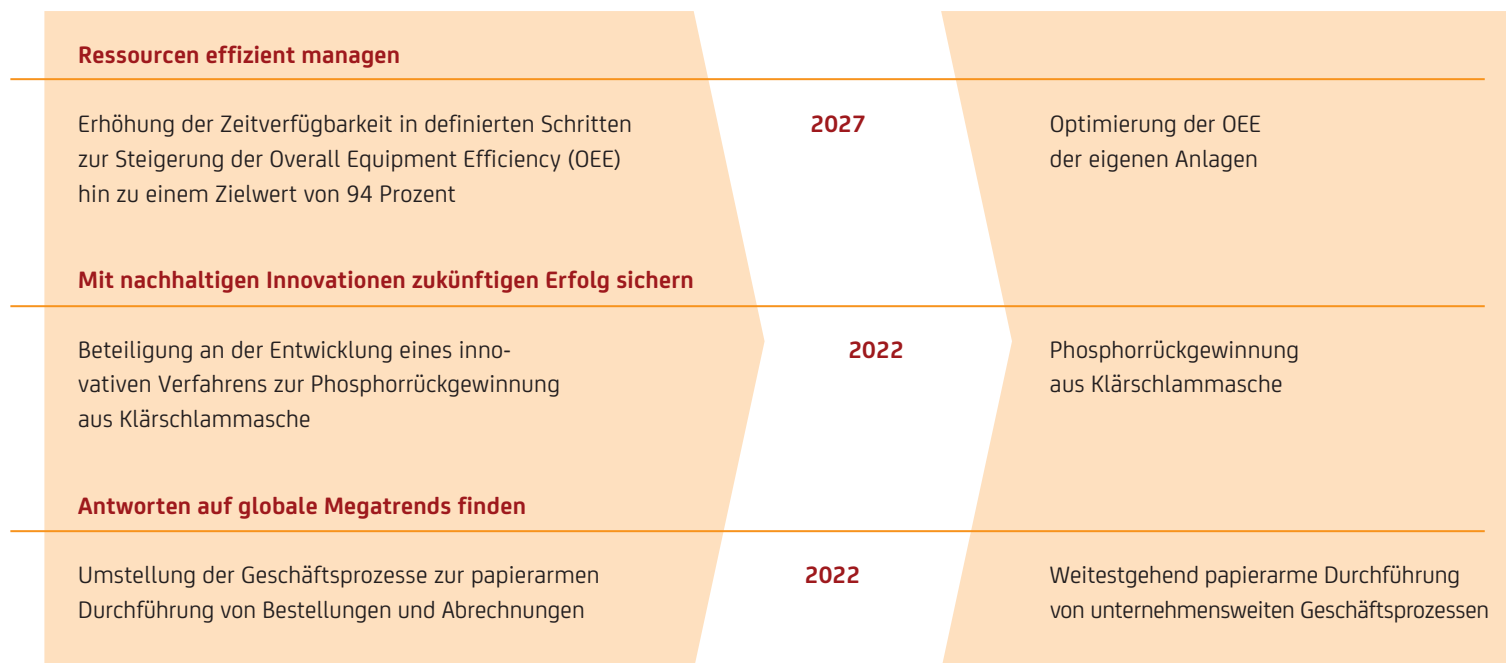 Ressourcen effizient managen
Erhöhung der Zeitverfügbarkeit in definierten Schritten
zur Steigerung der Overall Equipment Efficiency (OEE)
hin zu einem Zielwert von 94 Prozent
2027
Optimierung der OEE
der eigenen Anlagen
Mit nachhaltigen Innovationen zukünftigen Erfolg sichern
Beteiligung an der Entwicklung eines inno-
vativen Verfahrens zur Phosphorrückgewinnung
aus Klärschlammasche
2022
Phosphorrückgewinnung
aus Klärschlammasche
Antworten auf globale Megatrends finden
Umstellung der Geschäftsprozesse zur papierarmen
Durchführung von Bestellungen und Abrechnungen
2022
Weitestgehend papierarme Durchführung
von unternehmensweiten Geschäftsprozessen